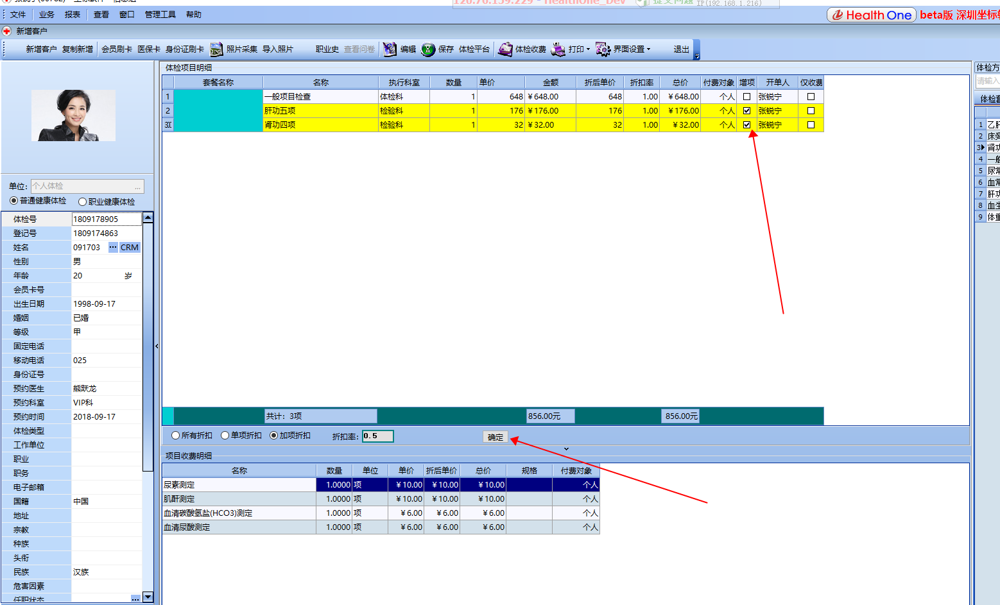 120.76.159.229 - HealthOne_Dev 提交问题 IP(192.168.1.216)
文件 业务 报表 查看 窗口 管理工具 帮助
Health One beta版 深圳坐标软
新增客户
新增客户 复制新增 会员刷卡 医保卡 身份证刷卡 照片采集 导入照片 职业史 查看问卷 编辑 保存 体检平台 体检收费 打印 界面设置 退出
体检项目明细
套餐名称 名称 执行科室 数量 单价 金额 折后单价 折扣率 总价 付费对象 增项 开单人 仅收费
1 一般项目检查 体检科 1 648 ¥648.00 648 1.00 ¥648.00 个人 张锐宁
2 肝功五项 检验科 1 176 ¥176.00 176 1.00 ¥176.00 个人 张锐宁
3 肾功四项 检验科 1 32 ¥32.00 32 1.00 ¥32.00 个人 张锐宁
共计：3项 856.00元 856.00元
所有折扣 单项折扣 加项折扣 折扣率: 0.5 确定
项目收费明细
名称 数量 单位 单价 折后单价 总价 规格 付费对象
尿素测定 1.0000 项 ¥10.00 ¥10.00 ¥10.00 个人
肌酐测定 1.0000 项 ¥10.00 ¥10.00 ¥10.00 个人
血清碳酸氢盐(HCO3)测定 1.0000 项 ¥6.00 ¥6.00 ¥6.00 个人
血清尿酸测定 1.0000 项 ¥6.00 ¥6.00 ¥6.00 个人
单位: 个人体检 ...
普通健康体检 职业健康体检
体检号 1809178905
登记号 1809174863
姓名 091703 ... CRM
性别 男
年龄 20 岁
会员卡号
出生日期 1998-09-17
婚姻 已婚
等级 甲
固定电话
移动电话 025
身份证号
预约医生 熊跃龙
预约科室 VIP科
预约时间 2018-09-17
体检类型
工作单位
职业
职务
电子邮箱
国籍 中国
地址
宗教
种族
头衔
民族 汉族
危害因素
任职状态 ...
体检方
请输入
体检套
1 乙肝
2 床旁
3 肾功
4 一般
5 尿常
6 血常
7 肝功
8 血生
9 体重